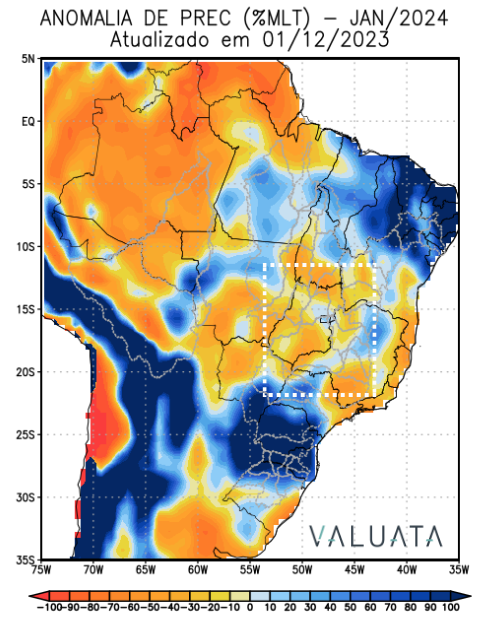 ANOMALIA DE PREC (%MLT) – JAN/2024
Atualizado em 01/12/2023
5N
EQ
5S
10S
15S
20S
25S
30S
35S
VALUATA
75W 70W 65W 60W 55W 50W 45W 40W 35W
-100-90-80-70-60-50-40-30-20-10 0 10 20 30 40 50 60 70 80 90 100